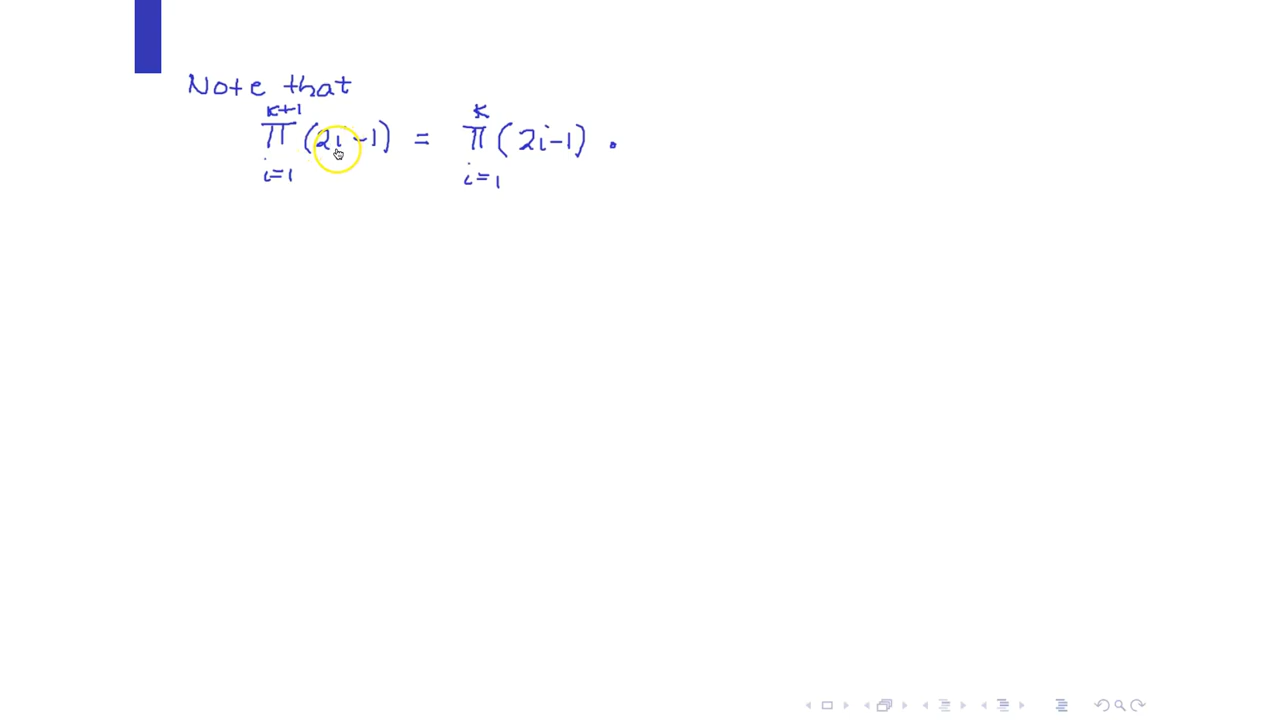 Note that
k+1
∏ (2i-1) = 
i=1
k
∏ (2i-1) ·
i=1